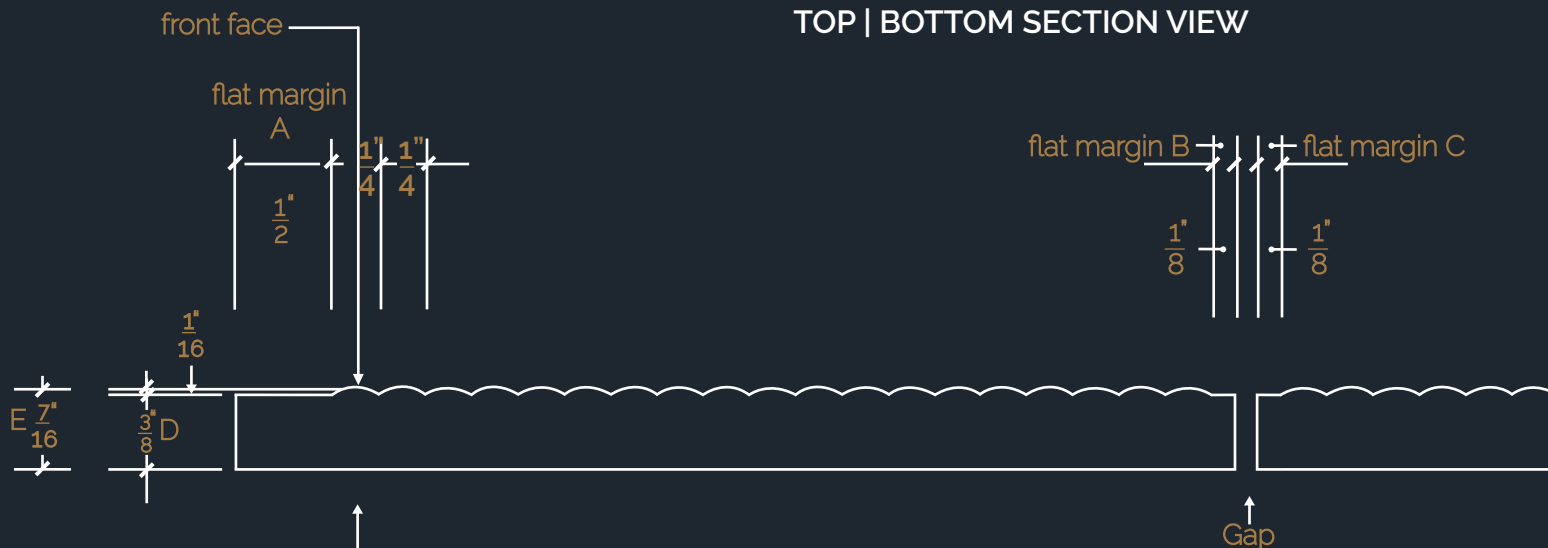 front face
TOP | BOTTOM SECTION VIEW
flat margin
A
1" 1"
4 4
flat margin B
flat margin C
1"
2
1"
8
1"
8
1"
16
E 7"
16
3"
8 D
Gap